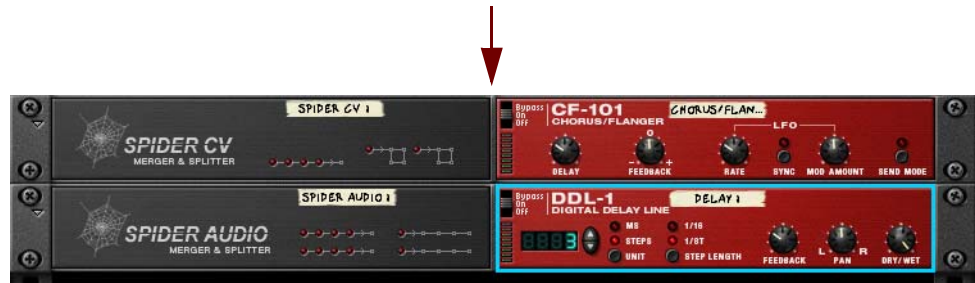 SPIDER CV 1
SPIDER CV
MERGER & SPLITTER
Bypass
On
Off
CF-101
CHORUS/FLANGER
CHORUS/FLAN...
LFO
- 0 +
DELAY FEEDBACK RATE SYNC MOD AMOUNT SEND MODE
SPIDER AUDIO 1
SPIDER AUDIO
MERGER & SPLITTER
Bypass
On
Off
DDL-1
DIGITAL DELAY LINE
DELAY 1
3
MS
STEPS
UNIT
1/16
1/8T
STEP LENGTH
FEEDBACK
L R
PAN
DRY/WET